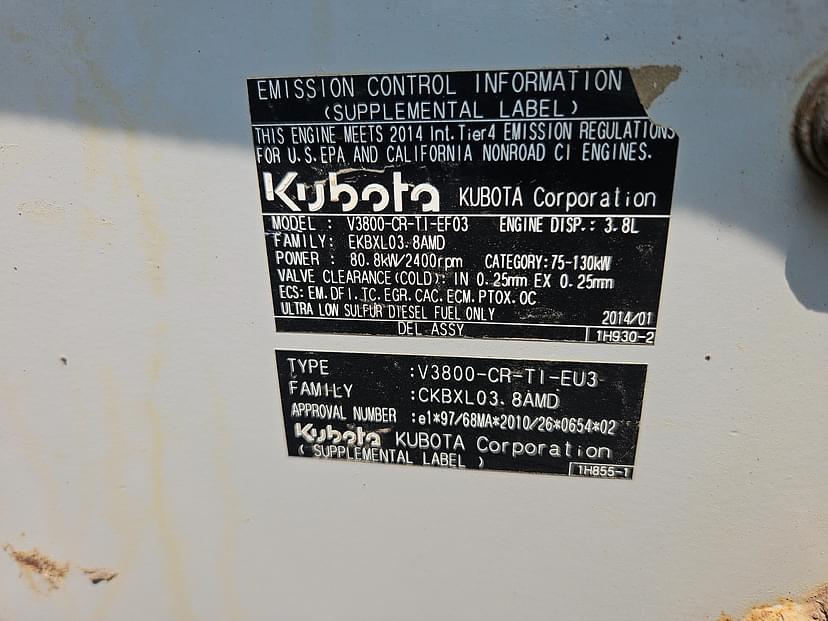 EMISSION CONTROL INFORMATION
(SUPPLEMENTAL LABEL)
THIS ENGINE MEETS 2014 Int.Tier4 EMISSION REGULATIONS
FOR U.S.EPA AND CALIFORNIA NONROAD CI ENGINES.
Kubota KUBOTA Corporation
MODEL : V3800-CR-TI-EF03 ENGINE DISP.: 3.8L
FAMILY: EKBXL03.8AMD
POWER : 80.8kW/2400rpm CATEGORY:75-130kW
VALVE CLEARANCE(COLD): IN 0.25mm EX 0.25mm
ECS: EM.DFI.TC.EGR.CAC.ECM.PTOX.OC
ULTRA LOW SULFUR DIESEL FUEL ONLY 2014/01
DEL ASSY 1H930-2
TYPE :V3800-CR-TI-EU3
FAMILY :CKBXL03.8AMD
APPROVAL NUMBER :e1*97/68MA*2010/26*0654*02
Kubota KUBOTA Corporation
( SUPPLEMENTAL LABEL ) 1H855-1